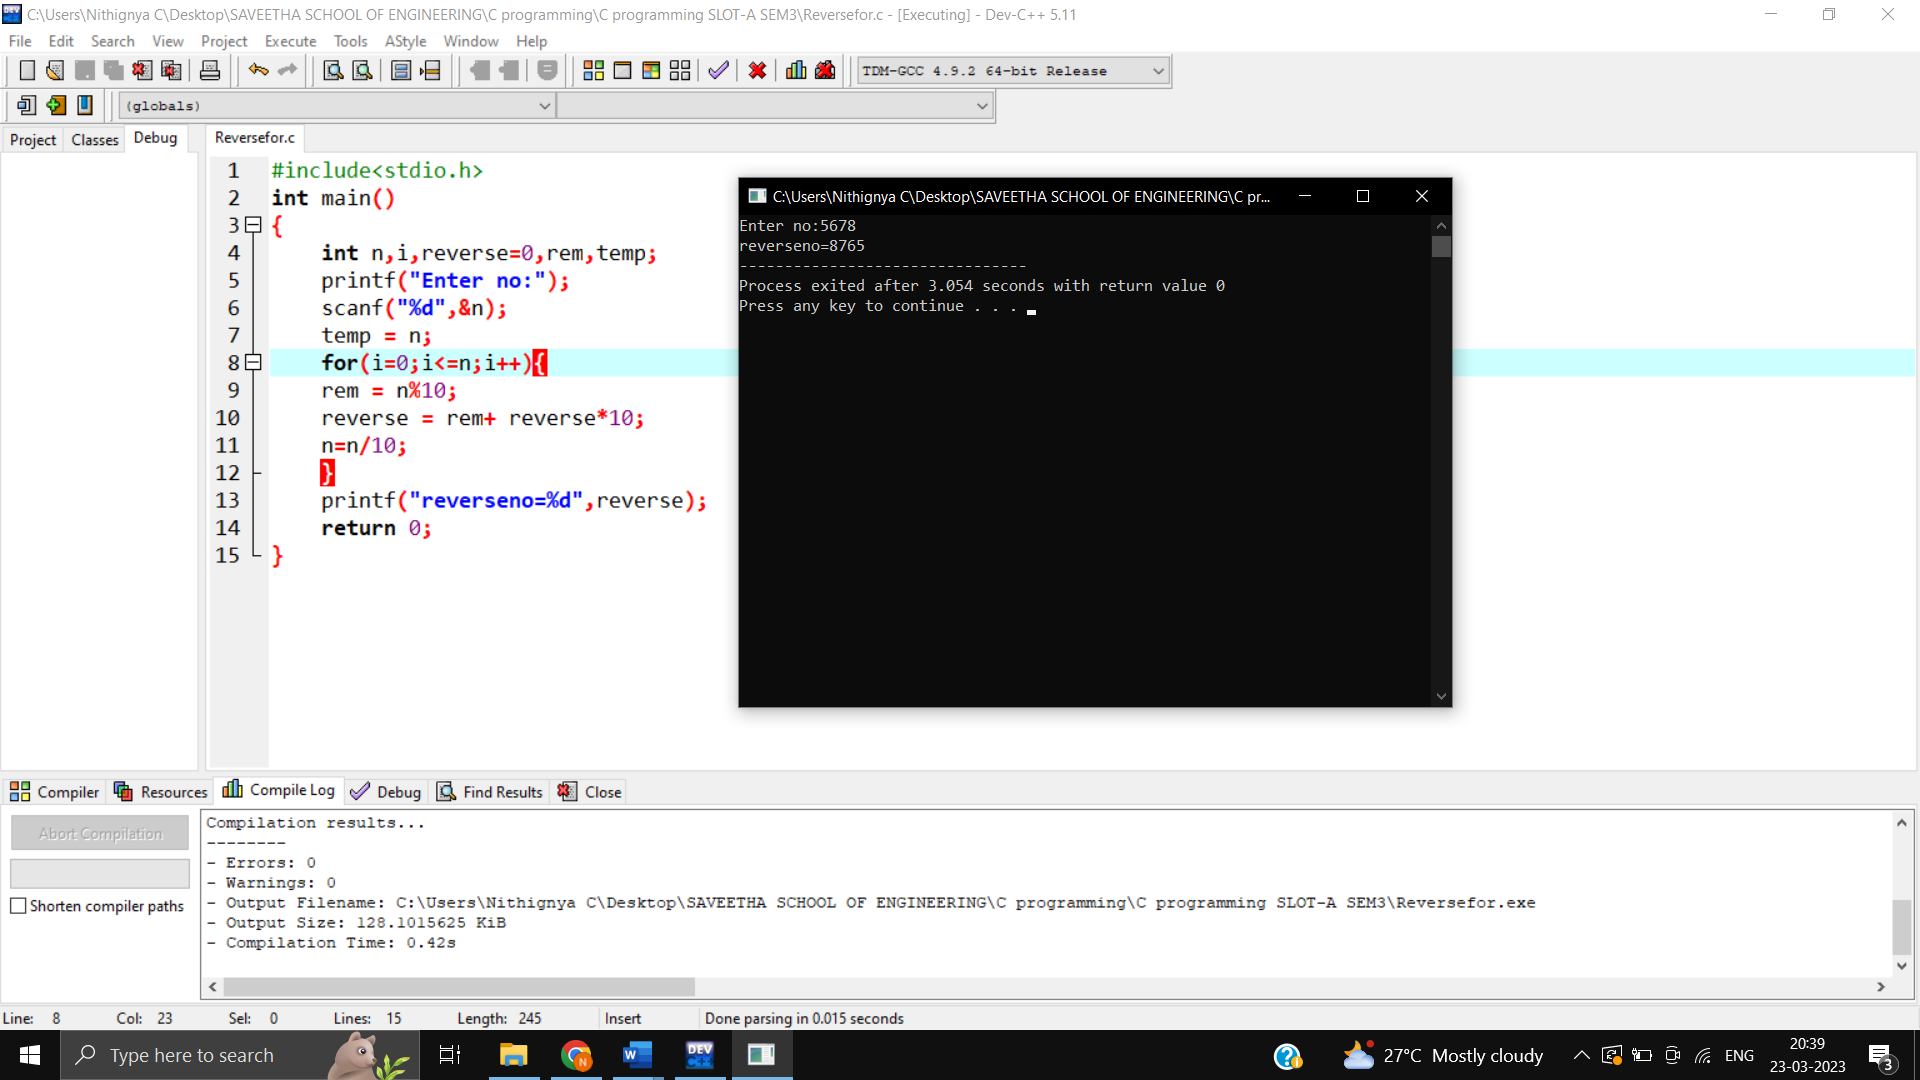 C:\Users\Nithignya C\Desktop\SAVEETHA SCHOOL OF ENGINEERING\C programming\C programming SLOT-A SEM3\Reversefor.c - [Executing] - Dev-C++ 5.11
File Edit Search View Project Execute Tools AStyle Window Help
TDM-GCC 4.9.2 64-bit Release
(globals)
Project Classes Debug
Reversefor.c
1 #include<stdio.h>
2 int main()
3 {
4 int n,i,reverse=0,rem,temp;
5 printf("Enter no:");
6 scanf("%d",&n);
7 temp = n;
8 for(i=0;i<=n;i++){
9 rem = n%10;
10 reverse = rem+ reverse*10;
11 n=n/10;
12 }
13 printf("reverseno=%d",reverse);
14 return 0;
15 }
C:\Users\Nithignya C\Desktop\SAVEETHA SCHOOL OF ENGINEERING\C pr...
Enter no:5678
reverseno=8765
--------------------------------
Process exited after 3.054 seconds with return value 0
Press any key to continue . . .
Compiler Resources Compile Log Debug Find Results Close
Abort Compilation
Shorten compiler paths
Compilation results...
--------
- Errors: 0
- Warnings: 0
- Output Filename: C:\Users\Nithignya C\Desktop\SAVEETHA SCHOOL OF ENGINEERING\C programming\C programming SLOT-A SEM3\Reversefor.exe
- Output Size: 128.1015625 KiB
- Compilation Time: 0.42s
Line: 8 Col: 23 Sel: 0 Lines: 15 Length: 245 Insert Done parsing in 0.015 seconds
Type here to search
N
W
DEV
C++
27°C Mostly cloudy
ENG
20:39
23-03-2023
3